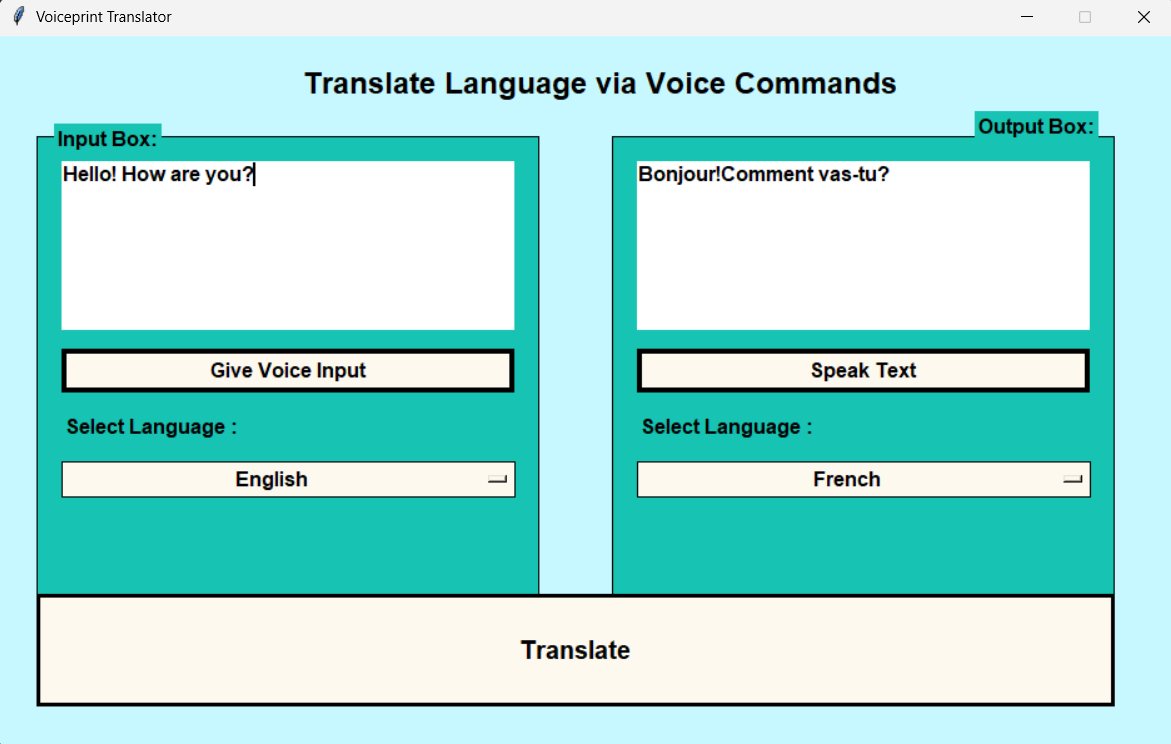 Voiceprint Translator
Translate Language via Voice Commands
Input Box:
Hello! How are you?
Give Voice Input
Select Language :
English
Output Box:
Bonjour!Comment vas-tu?
Speak Text
Select Language :
French
Translate